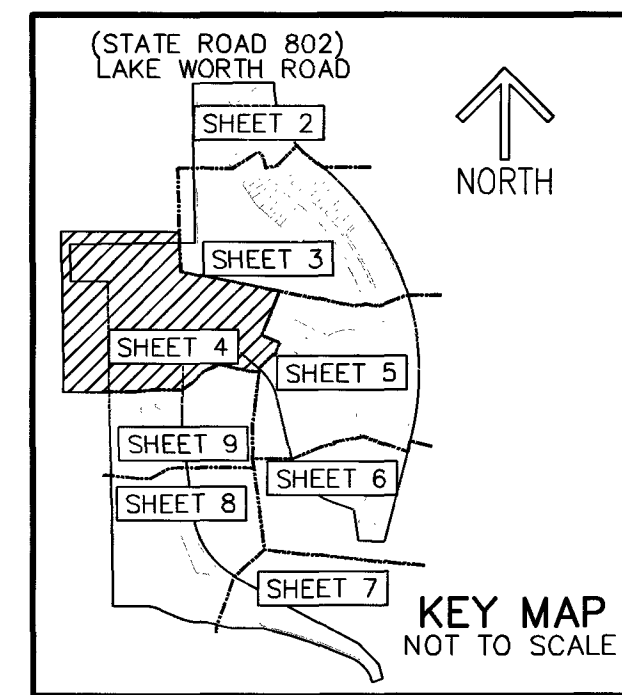 (STATE ROAD 802)
LAKE WORTH ROAD
SHEET 2
NORTH
SHEET 3
SHEET 4
SHEET 5
SHEET 9
SHEET 6
SHEET 8
SHEET 7
KEY MAP
NOT TO SCALE